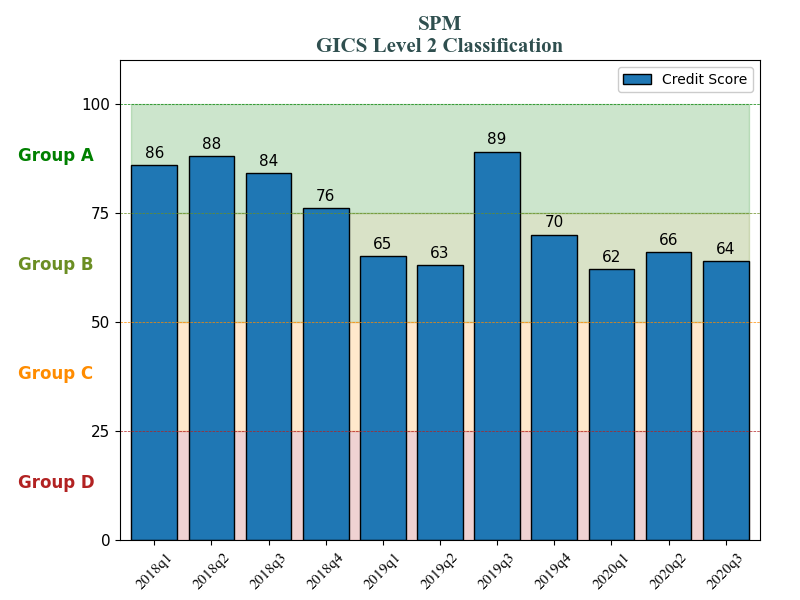 SPM
GICS Level 2 Classification
Credit Score
100
Group A
86
88
84
76
65
63
89
70
62
66
64
75
Group B
50
Group C
25
Group D
0
2018q1
2018q2
2018q3
2018q4
2019q1
2019q2
2019q3
2019q4
2020q1
2020q2
2020q3